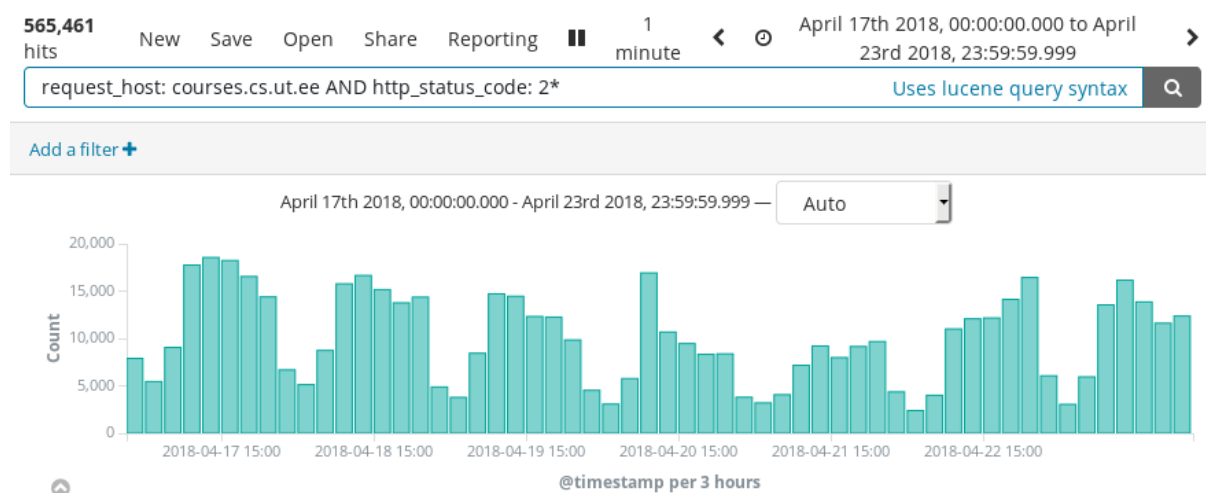 565,461
hits
New Save Open Share Reporting
1
minute
April 17th 2018, 00:00:00.000 to April
23rd 2018, 23:59:59.999
request_host: courses.cs.ut.ee AND http_status_code: 2*
Uses lucene query syntax
Add a filter
April 17th 2018, 00:00:00.000 - April 23rd 2018, 23:59:59.999 —
Auto
20,000
15,000
10,000
5,000
0
Count
2018-04-17 15:00
2018-04-18 15:00
2018-04-19 15:00
2018-04-20 15:00
2018-04-21 15:00
2018-04-22 15:00
@timestamp per 3 hours